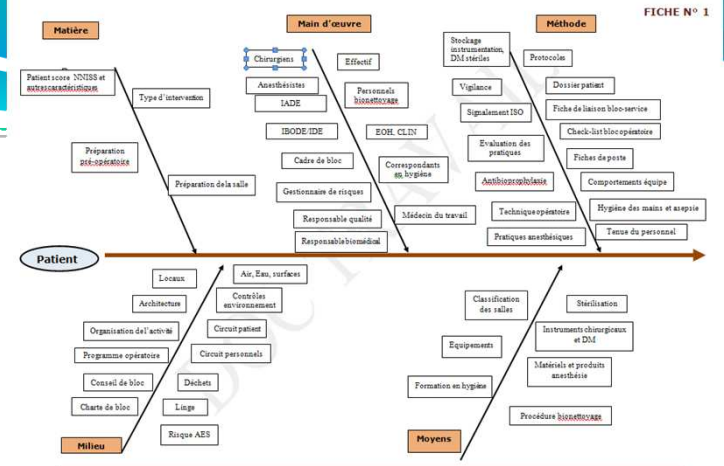 FICHE N° 1
Matière
Main d'œuvre
Méthode
Patient score NNISS et
autres caractéristiques
Type d'intervention
Préparation
pré-opératoire
Préparation de la salle
Chirurgiens
Effectif
Anesthésistes
IADE
Personnels
bionettoyage
IBODE/IDE
EOH, CLIN
Cadre de bloc
Correspondants
en hygiène
Gestionnaire de risques
Responsable qualité
Médecin du travail
Responsable biomédical
Stockage
instrumentation,
DM stériles
Protocoles
Vigilance
Dossier patient
Signalement ISO
Fiche de liaison bloc-service
Check-list bloc opératoire
Evaluation des
pratiques
Fiches de poste
Antibioprophylaxie
Comportements équipe
Technique opératoire
Hygiène des mains et asepsie
Pratiques anesthésiques
Tenue du personnel
Patient
Locaux
Air, Eau, surfaces
Architecture
Contrôles
environnement
Organisation de l'activité
Circuit patient
Programme opératoire
Circuit personnels
Conseil de bloc
Déchets
Charte de bloc
Linge
Risque AES
Milieu
Classification
des salles
Stérilisation
Equipements
Instruments chirurgicaux
et DM
Matériels et produits
anesthésie
Formation en hygiène
Procédure bionettoyage
Moyens
DOC TRAVAIL